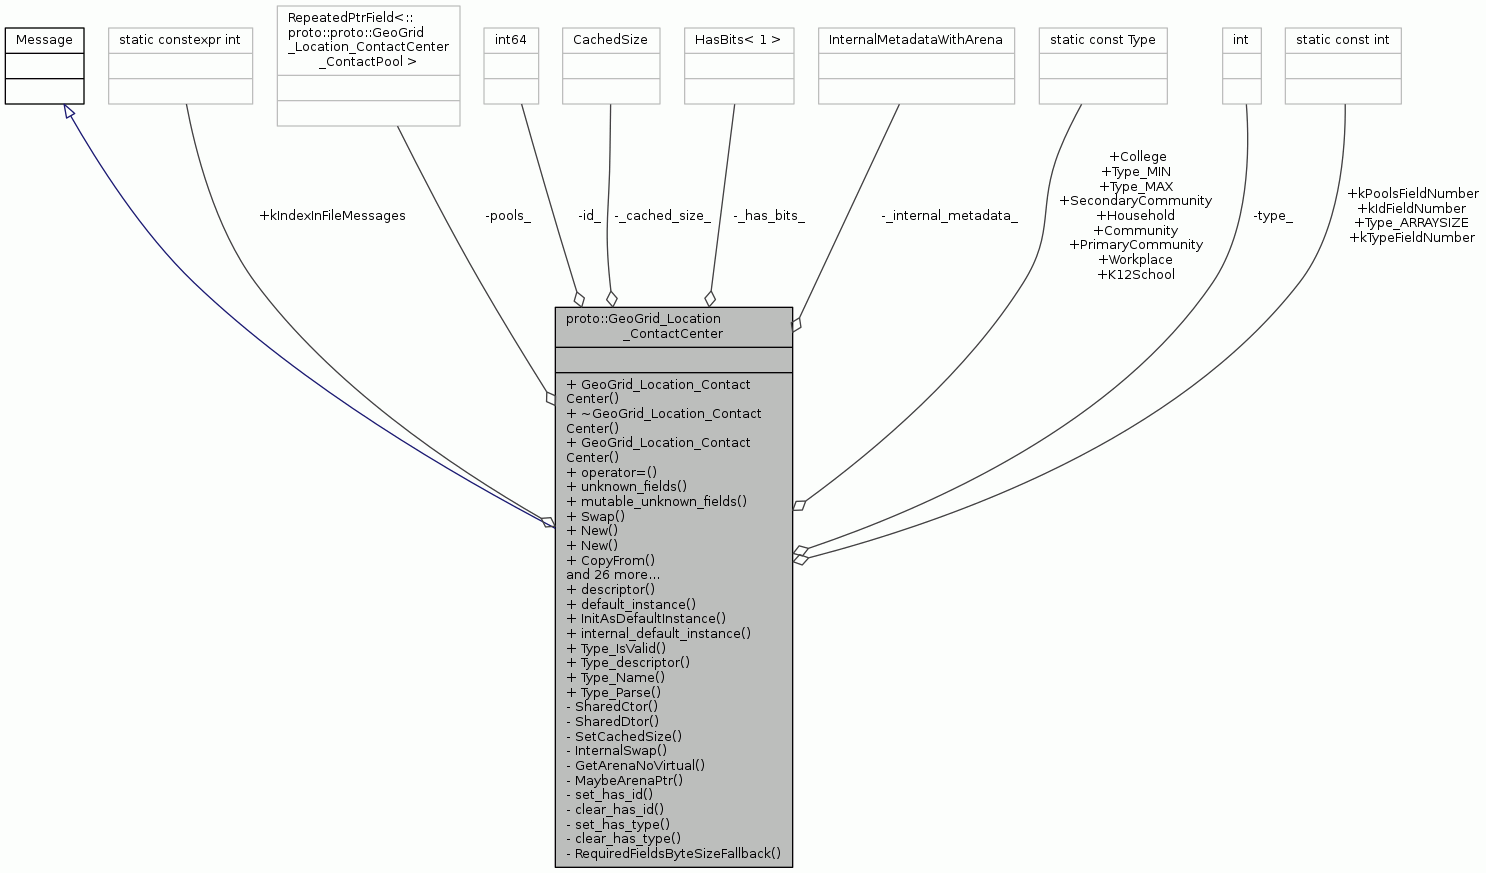 Message
static constexpr int
RepeatedPtrField<::
proto::proto::GeoGrid
_Location_ContactCenter
_ContactPool >
int64
CachedSize
HasBits< 1 >
InternalMetadataWithArena
static const Type
int
static const int
+kIndexInFileMessages
-pools_
-id_
-_cached_size_
-_has_bits_
-_internal_metadata_
+College
+Type_MIN
+Type_MAX
+SecondaryCommunity
+Household
+Community
+PrimaryCommunity
+Workplace
+K12School
-type_
+kPoolsFieldNumber
+kIdFieldNumber
+Type_ARRAYSIZE
+kTypeFieldNumber
proto::GeoGrid_Location
_ContactCenter
+ GeoGrid_Location_Contact
Center()
+ ~GeoGrid_Location_Contact
Center()
+ GeoGrid_Location_Contact
Center()
+ operator=()
+ unknown_fields()
+ mutable_unknown_fields()
+ Swap()
+ New()
+ New()
+ CopyFrom()
and 26 more...
+ descriptor()
+ default_instance()
+ InitAsDefaultInstance()
+ internal_default_instance()
+ Type_IsValid()
+ Type_descriptor()
+ Type_Name()
+ Type_Parse()
- SharedCtor()
- SharedDtor()
- SetCachedSize()
- InternalSwap()
- GetArenaNoVirtual()
- MaybeArenaPtr()
- set_has_id()
- clear_has_id()
- set_has_type()
- clear_has_type()
- RequiredFieldsByteSizeFallback()